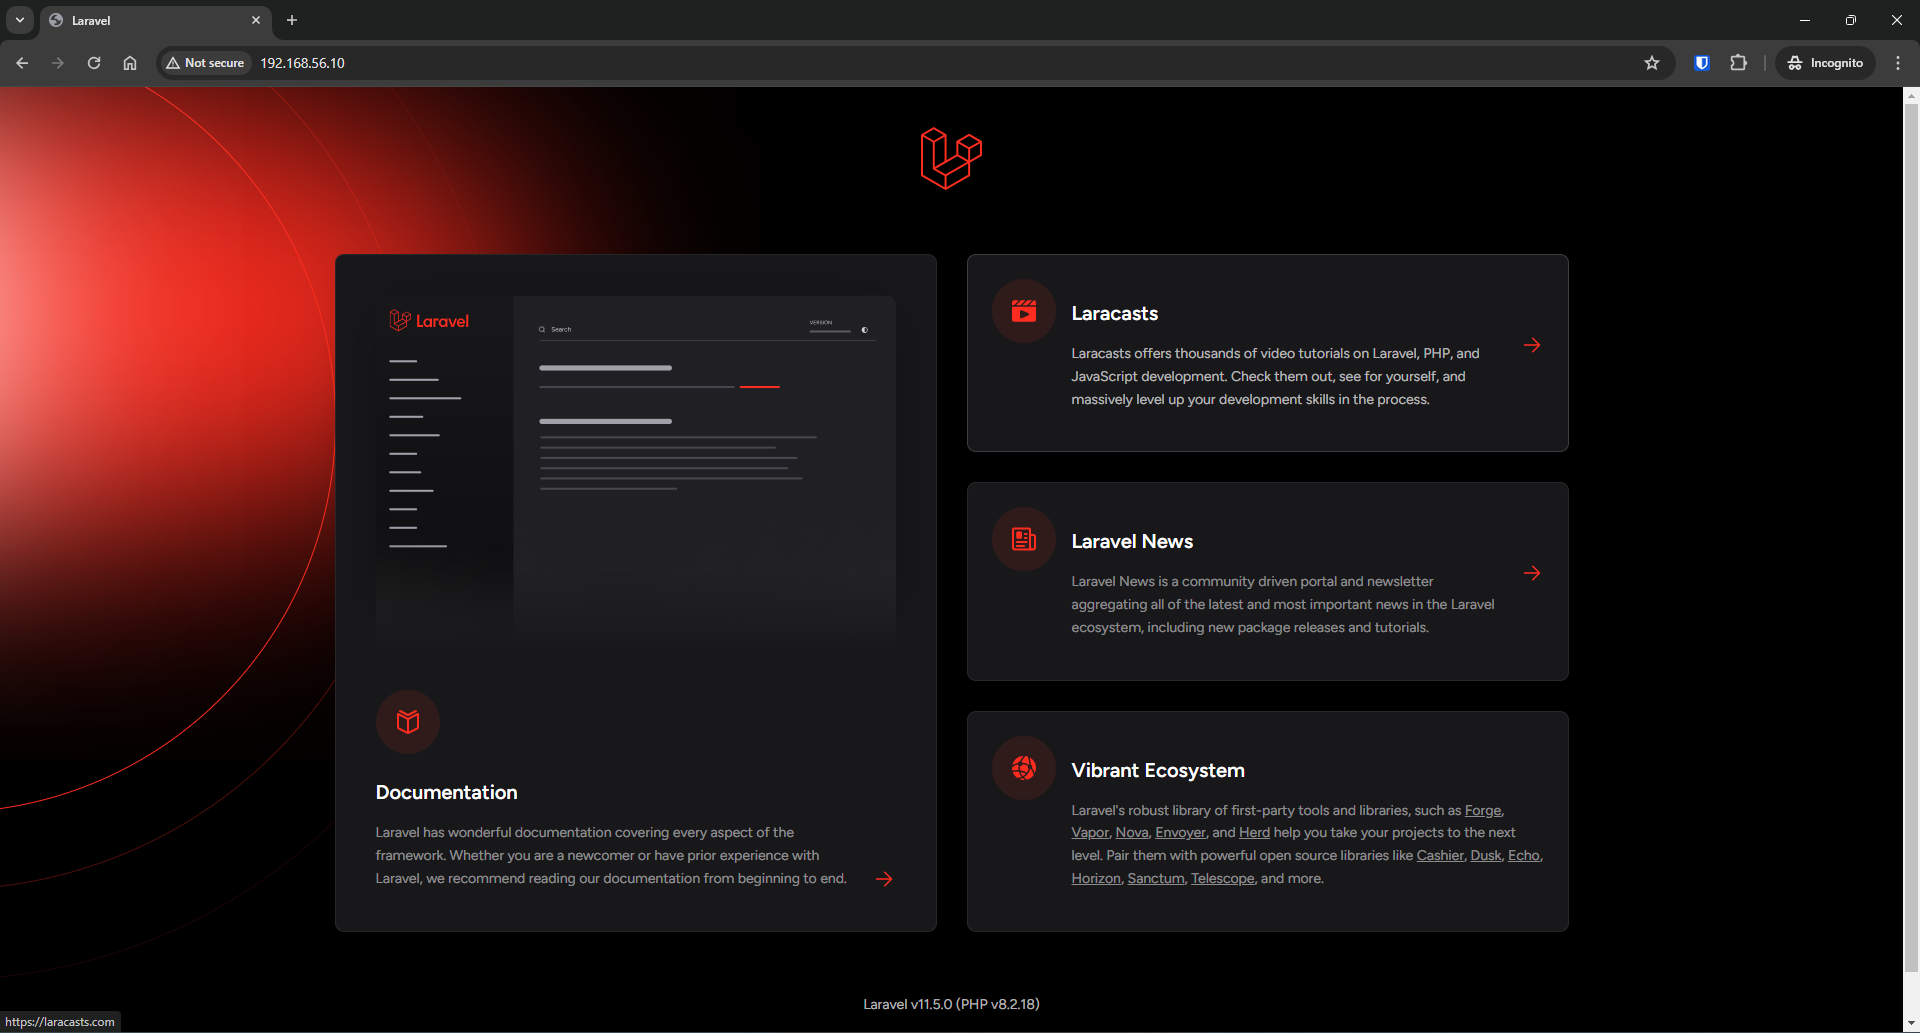 Laravel
Not secure
192.168.56.10
Incognito
Laravel
Search
VERSION
Documentation
Laravel has wonderful documentation covering every aspect of the
framework. Whether you are a newcomer or have prior experience with
Laravel, we recommend reading our documentation from beginning to end.
Laracasts
Laracasts offers thousands of video tutorials on Laravel, PHP, and
JavaScript development. Check them out, see for yourself, and
massively level up your development skills in the process.
Laravel News
Laravel News is a community driven portal and newsletter
aggregating all of the latest and most important news in the Laravel
ecosystem, including new package releases and tutorials.
Vibrant Ecosystem
Laravel's robust library of first-party tools and libraries, such as Forge,
Vapor, Nova, Envoyer, and Herd help you take your projects to the next
level. Pair them with powerful open source libraries like Cashier, Dusk, Echo,
Horizon, Sanctum, Telescope, and more.
Laravel v11.5.0 (PHP v8.2.18)
https://laracasts.com